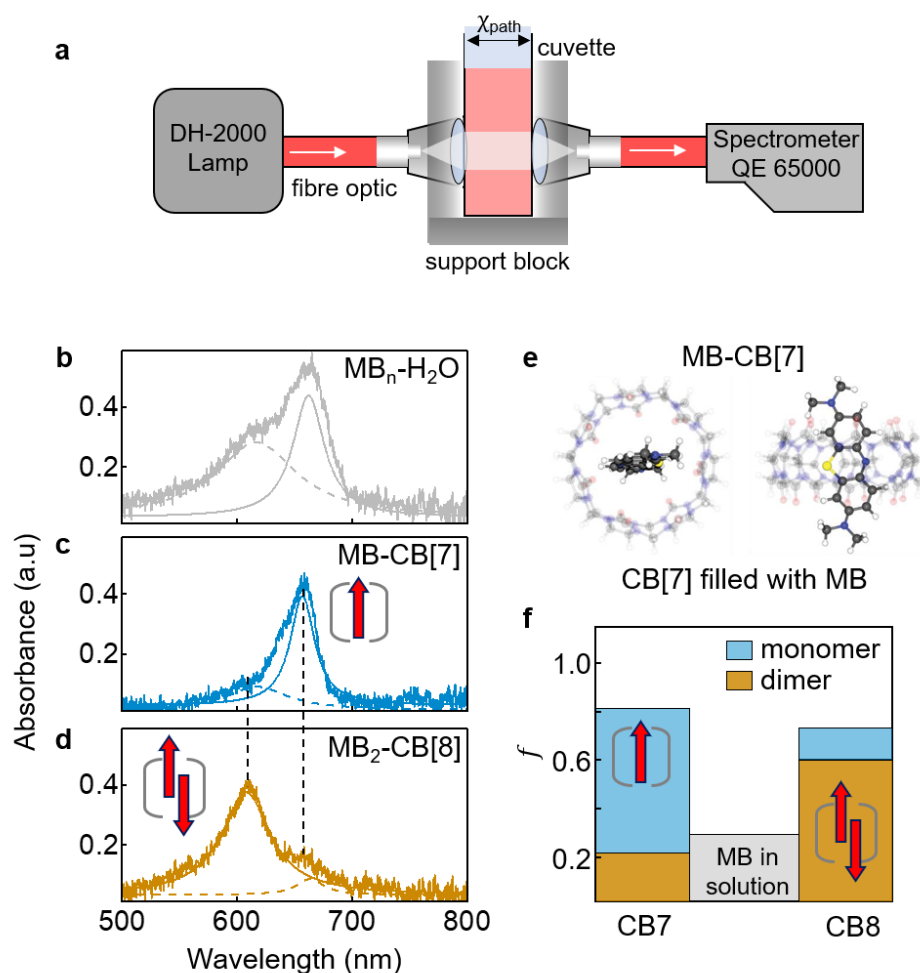 a
χpath
cuvette
DH-2000
Lamp
fibre optic
Spectrometer
QE 65000
support block
b
MBn-H2O
0.4
0.2
c
MB-CB[7]
0.4
0.2
d
MB2-CB[8]
0.4
0.2
500
600
700
800
Wavelength (nm)
Absorbance (a.u)
e
MB-CB[7]
CB[7] filled with MB
f
monomer
dimer
1.0
0.6
0.2
f
MB in
solution
CB7
CB8